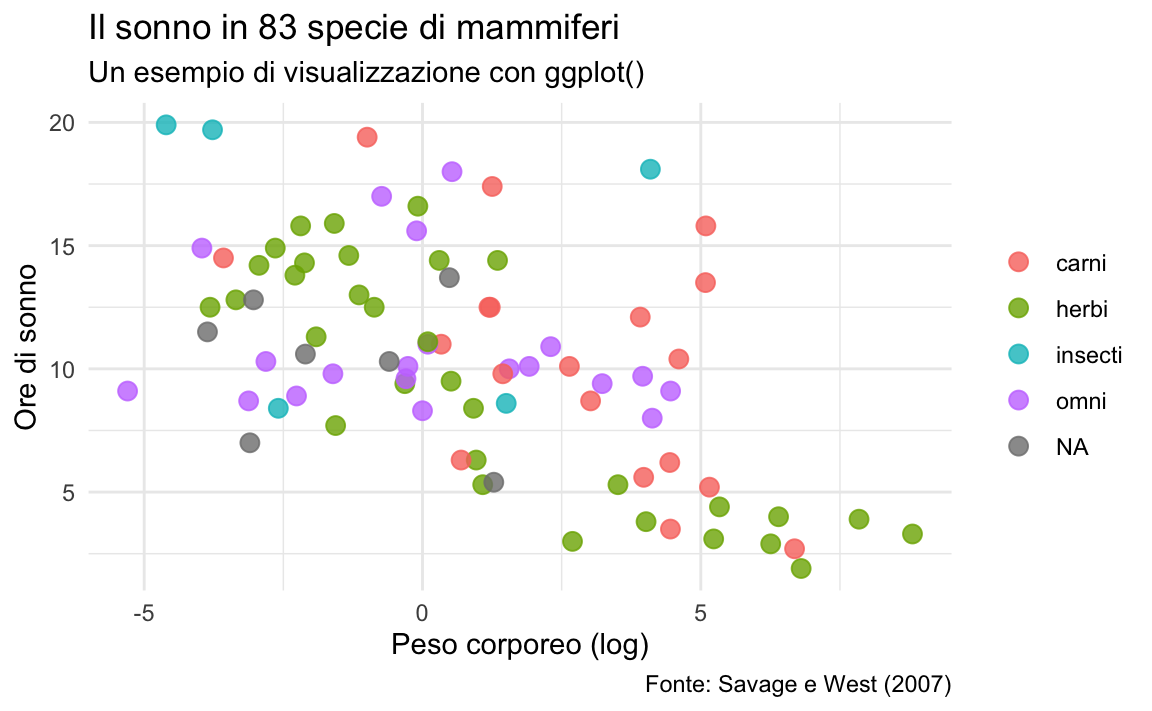 Il sonno in 83 specie di mammiferi
Un esempio di visualizzazione con ggplot()
20
15
10
5
Ore di sonno
-5
0
5
Peso corporeo (log)
carni
herbi
insecti
omni
NA
Fonte: Savage e West (2007)